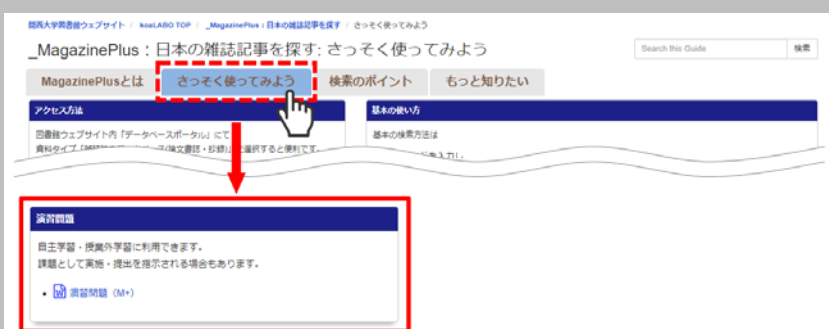 関西大学図書館ウェブサイト / koaLABO TOP / _MagazinePlus:日本の雑誌記事を探す / さっそく使ってみよう
_MagazinePlus:日本の雑誌記事を探す: さっそく使ってみよう
Search this Guide 検索
MagazinePlusとは さっそく使ってみよう 検索のポイント もっと知りたい
アクセス方法
図書館ウェブサイト内「データベースポータル」にて
基本の使い方
基本の検索方法は
演習問題
自主学習・授業外学習に利用できます。
課題として実施・提出を指示される場合もあります。
演習問題 (M+)